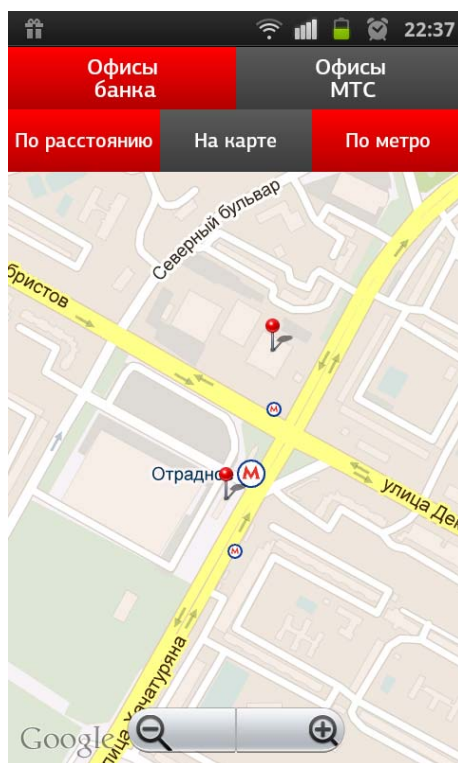 22:37
Офисы
банка
Офисы
МТС
По расстоянию
На карте
По метро
Северный бульвар
бристов
М
Отрадное
М
улица Де
М
улица Хачатуряна
Google